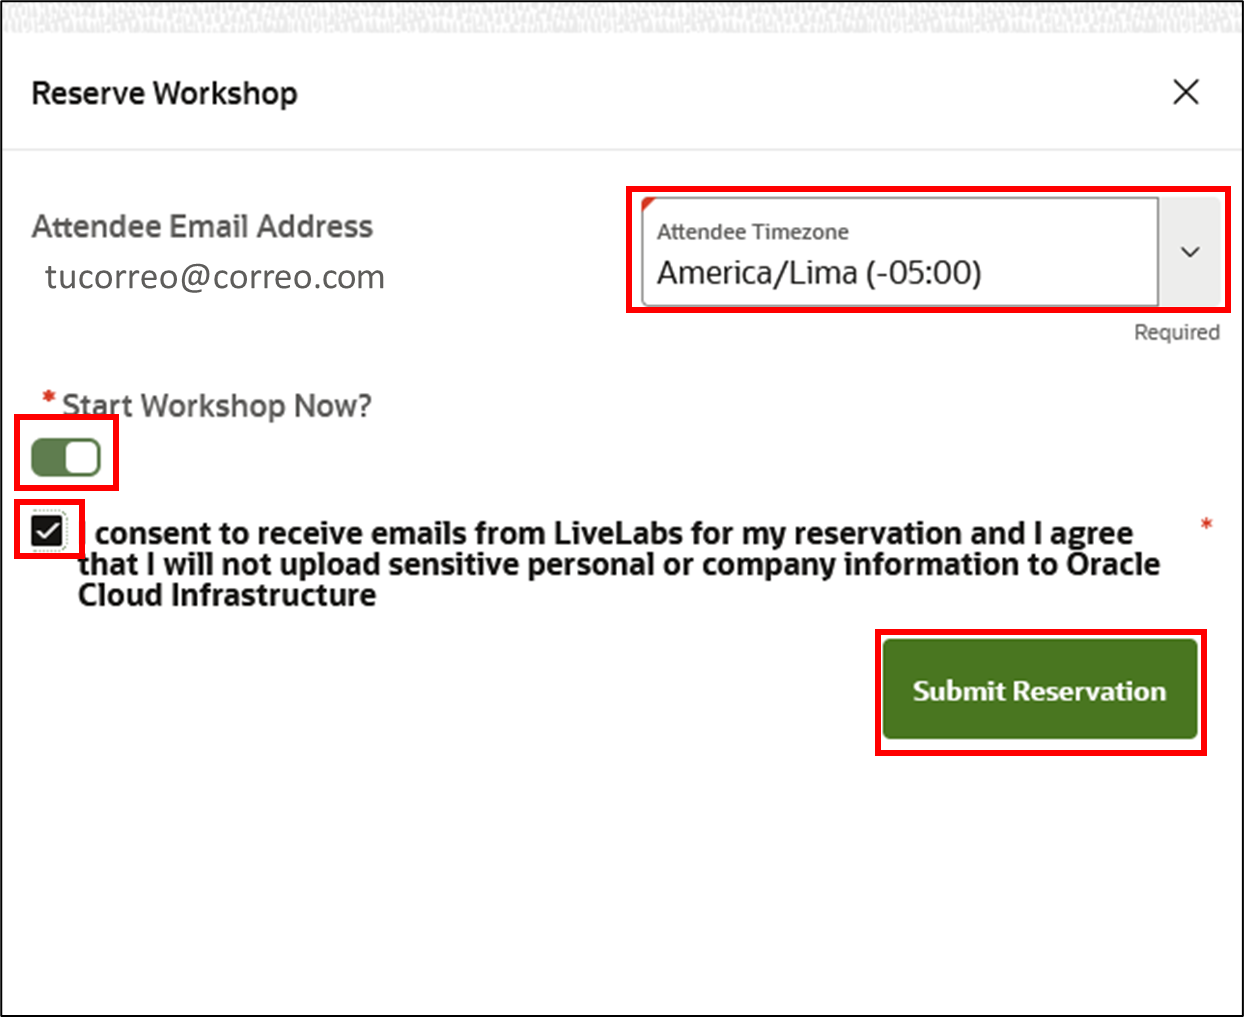 Reserve Workshop
Attendee Email Address
tucorreo@correo.com
Attendee Timezone
America/Lima (-05:00)
Required
* Start Workshop Now?
consent to receive emails from LiveLabs for my reservation and I agree *
that I will not upload sensitive personal or company information to Oracle
Cloud Infrastructure
Submit Reservation